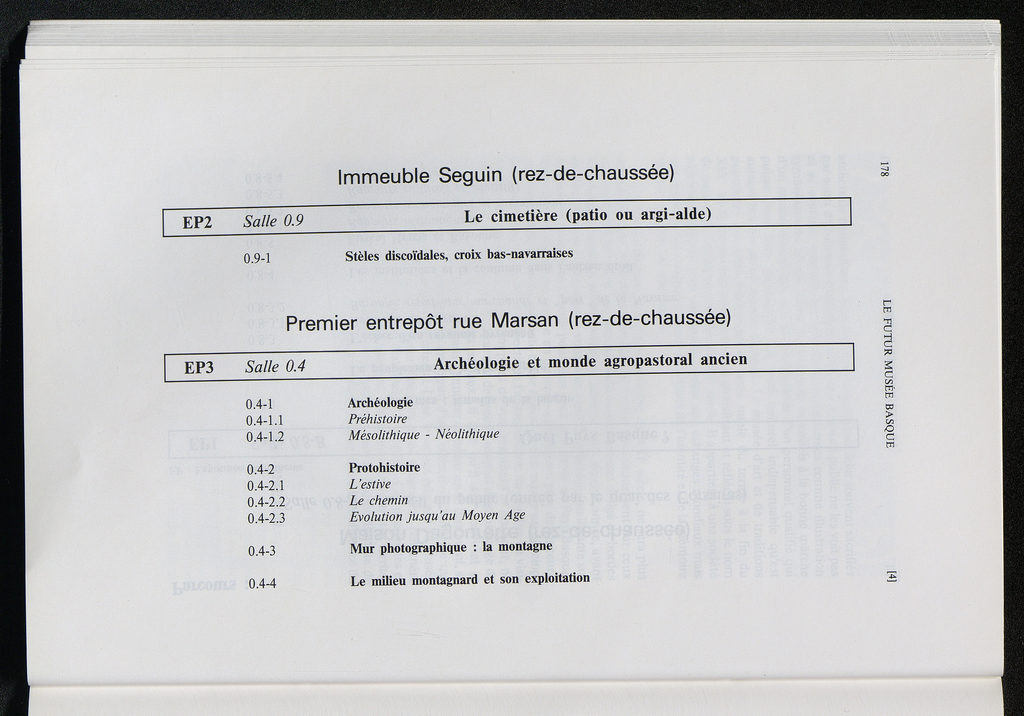 Immeuble Seguin (rez-de-chaussée)
EP2 Salle 0.9 Le cimetière (patio ou argi-alde)
0.9-1 Stèles discoïdales, croix bas-navarraises
Premier entrepôt rue Marsan (rez-de-chaussée)
EP3 Salle 0.4 Archéologie et monde agropastoral ancien
0.4-1 Archéologie
0.4-1.1 Préhistoire
0.4-1.2 Mésolithique - Néolithique
0.4-2 Protohistoire
0.4-2.1 L'estive
0.4-2.2 Le chemin
0.4-2.3 Evolution jusqu'au Moyen Age
0.4-3 Mur photographique : la montagne
0.4-4 Le milieu montagnard et son exploitation
178
LE FUTUR MUSÉE BASQUE
[4]